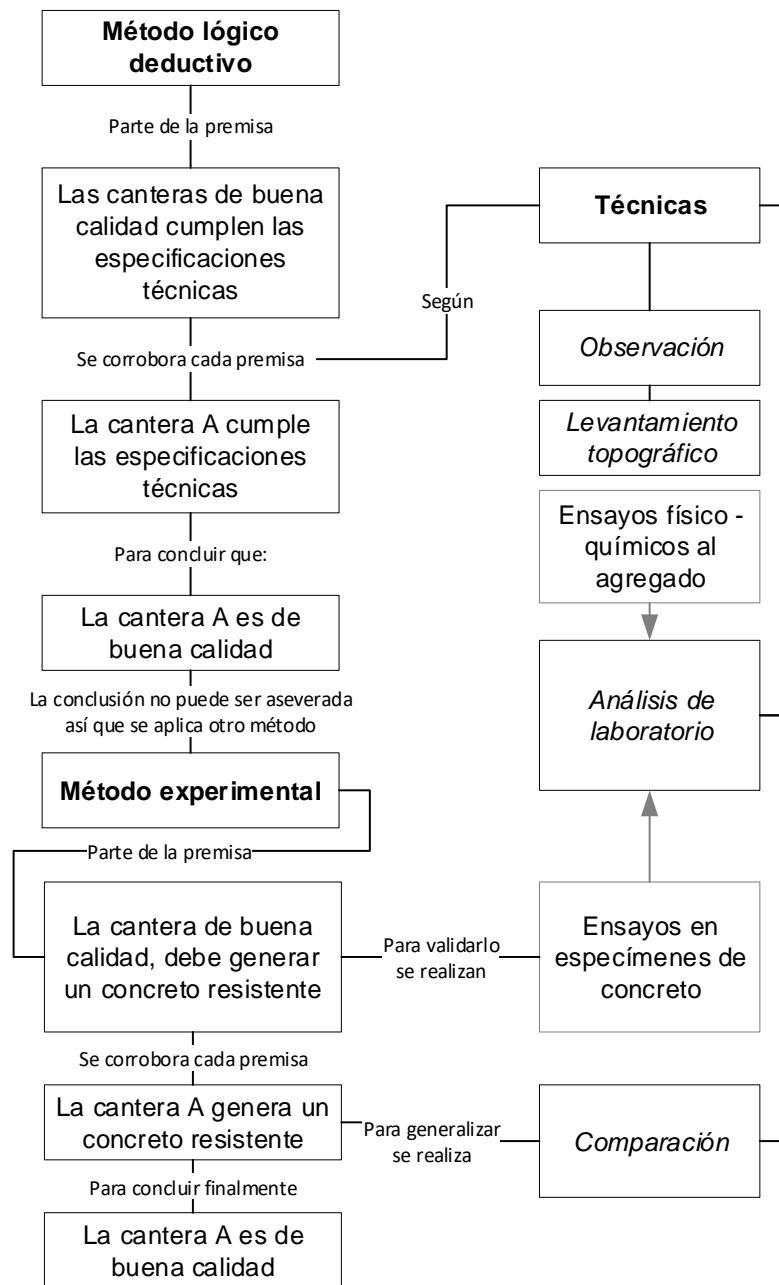 Método lógico
deductivo
Parte de la premisa
Las canteras de buena
calidad cumplen las
especificaciones
técnicas
Se corrobora cada premisa
La cantera A cumple
las especificaciones
técnicas
Para concluir que:
La cantera A es de
buena calidad
La conclusión no puede ser aseverada
así que se aplica otro método
Método experimental
Parte de la premisa
La cantera de buena
calidad, debe generar
un concreto resistente
Se corrobora cada premisa
La cantera A genera un
concreto resistente
Para concluir finalmente
La cantera A es de
buena calidad
Según
Técnicas
Observación
Levantamiento
topográfico
Ensayos físico -
químicos al
agregado
Análisis de
laboratorio
Para validarlo
se realizan
Ensayos en
especímenes de
concreto
Para generalizar
se realiza
Comparación